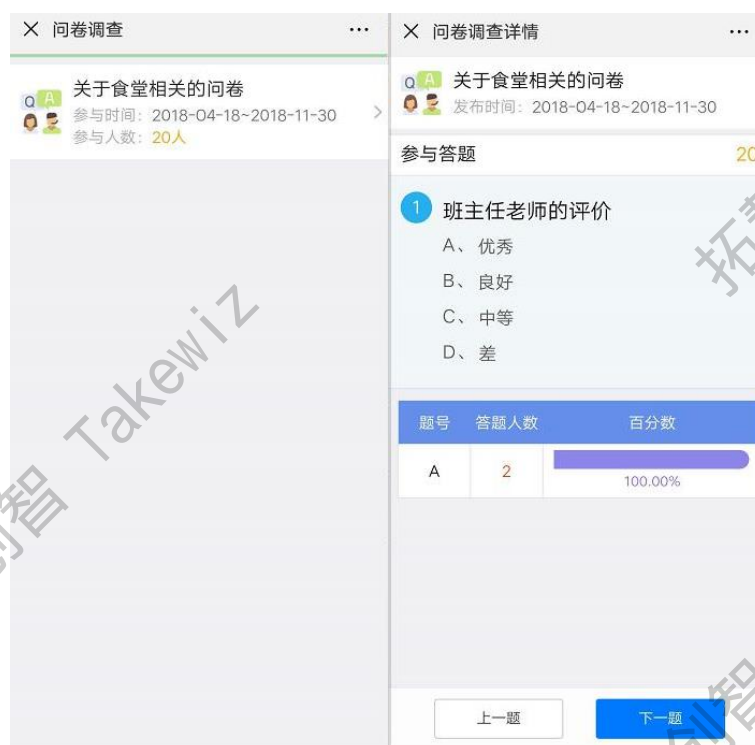 问卷调查
关于食堂相关的问卷
参与时间: 2018-04-18~2018-11-30
参与人数: 20人
问卷调查详情
关于食堂相关的问卷
发布时间: 2018-04-18~2018-11-30
参与答题 20
1 班主任老师的评价
A、 优秀
B、 良好
C、 中等
D、 差
题号 答题人数 百分数
A 2
100.00%
上一题 下一题
创智 Takewiz
拓
创智